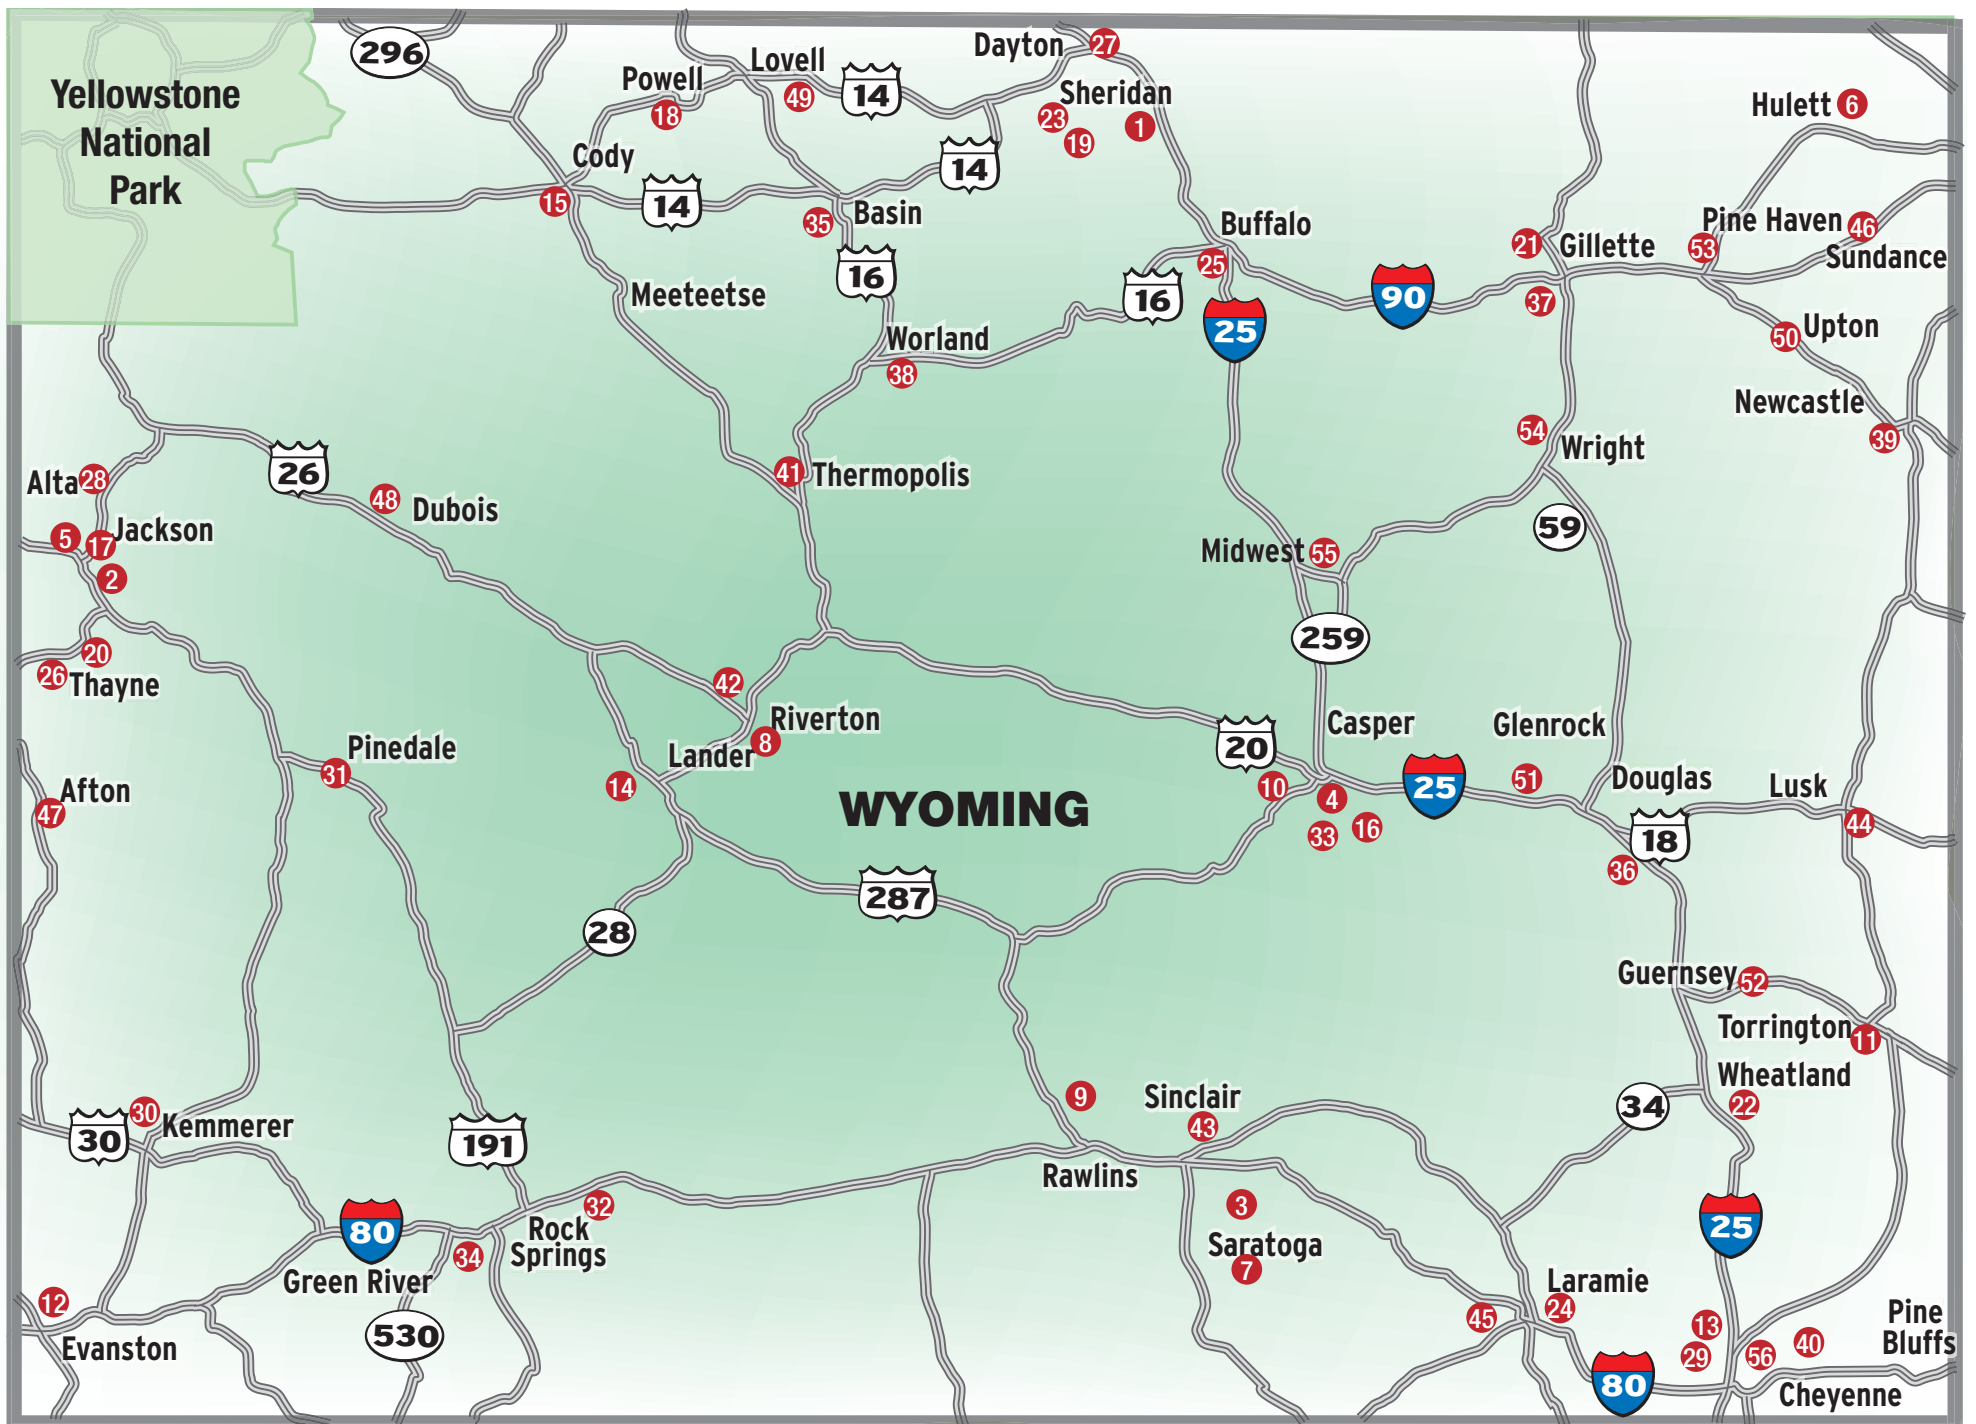 296
Dayton
27
Lovell
Powell
14
Sheridan
Yellowstone
National
Park
49
18
23
1
19
Hulett
6
Cody
14
15
14
Basin
35
Buffalo
25
21
Gillette
Pine Haven
46
53
Sundance
16
Meeteetse
16
90
37
25
Worland
38
50
Upton
Newcastle
39
54
Wright
Alta
28
26
48
Dubois
41
Thermopolis
5
17
Jackson
2
59
Midwest
55
259
20
26
Thayne
42
Riverton
8
Lander
14
Pinedale
31
Casper
Glenrock
20
10
4
25
51
Douglas
Lusk
33
16
18
44
36
Afton
47
WYOMING
287
28
Guernsey
52
Torrington
11
Wheatland
22
34
9
Sinclair
43
30
Kemmerer
30
191
Rawlins
3
Saratoga
7
32
Rock
Springs
80
34
Green River
530
12
Evanston
25
Laramie
24
45
13
29
56
40
Pine
Bluffs
80
Cheyenne